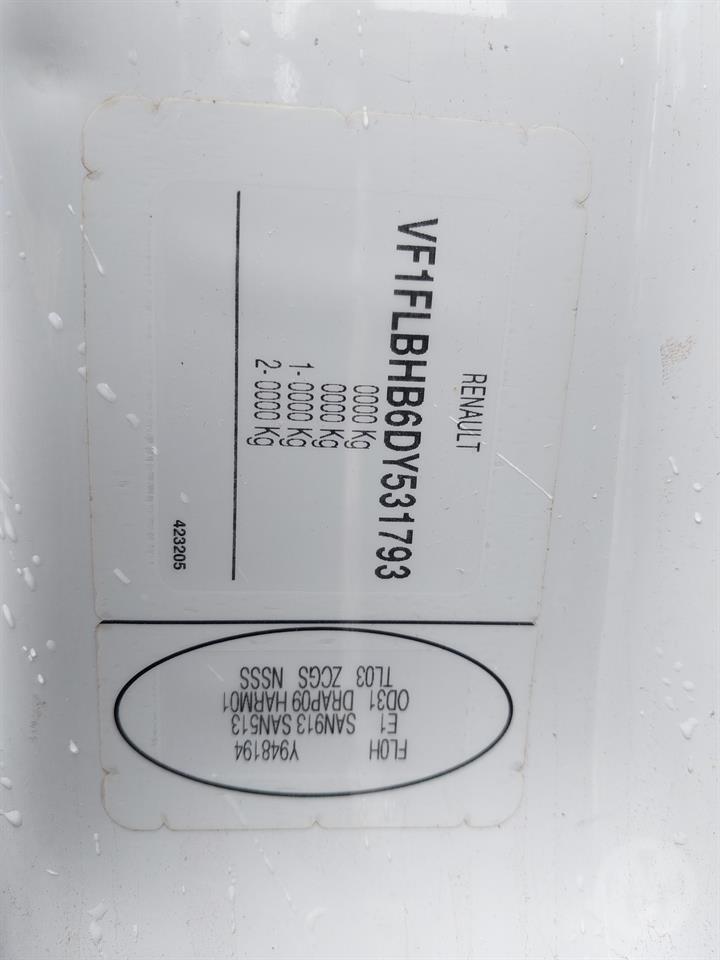 RENAULT
VF1FLBHB6DY531793
0000 Kg
0000 Kg
1- 0000 Kg
2- 0000 Kg
423205
FL0H Y948194
E1 SAN913 SAN513
OD31 DRAP09 HARM01
TL03 ZCGS NSSS